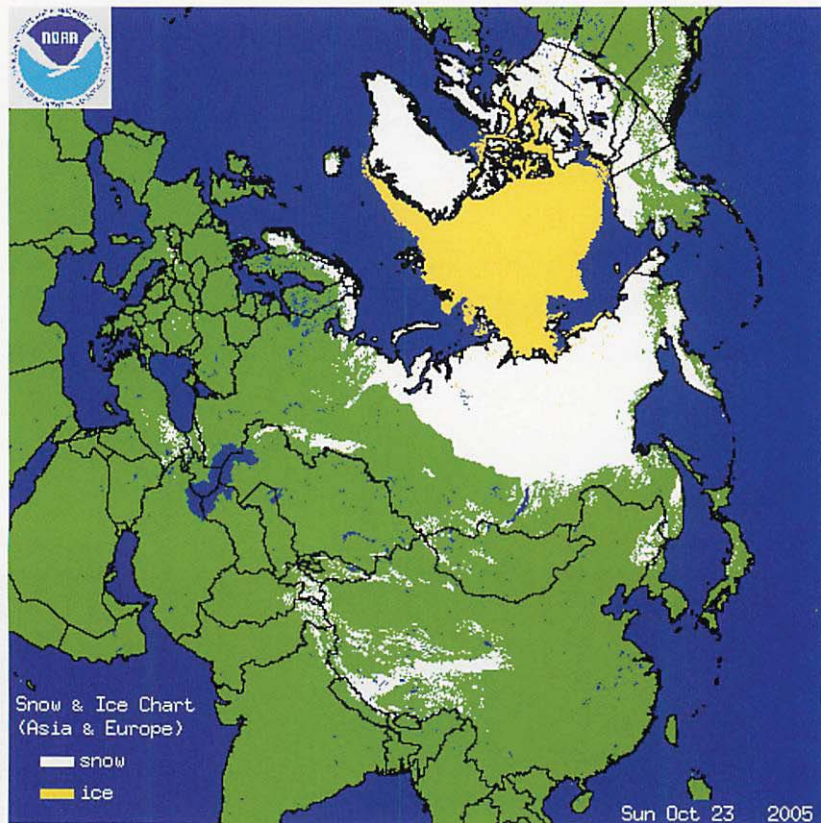 NOAA
Snow & Ice Chart
(Asia & Europe)
snow
ice
Sun Oct 23 2005